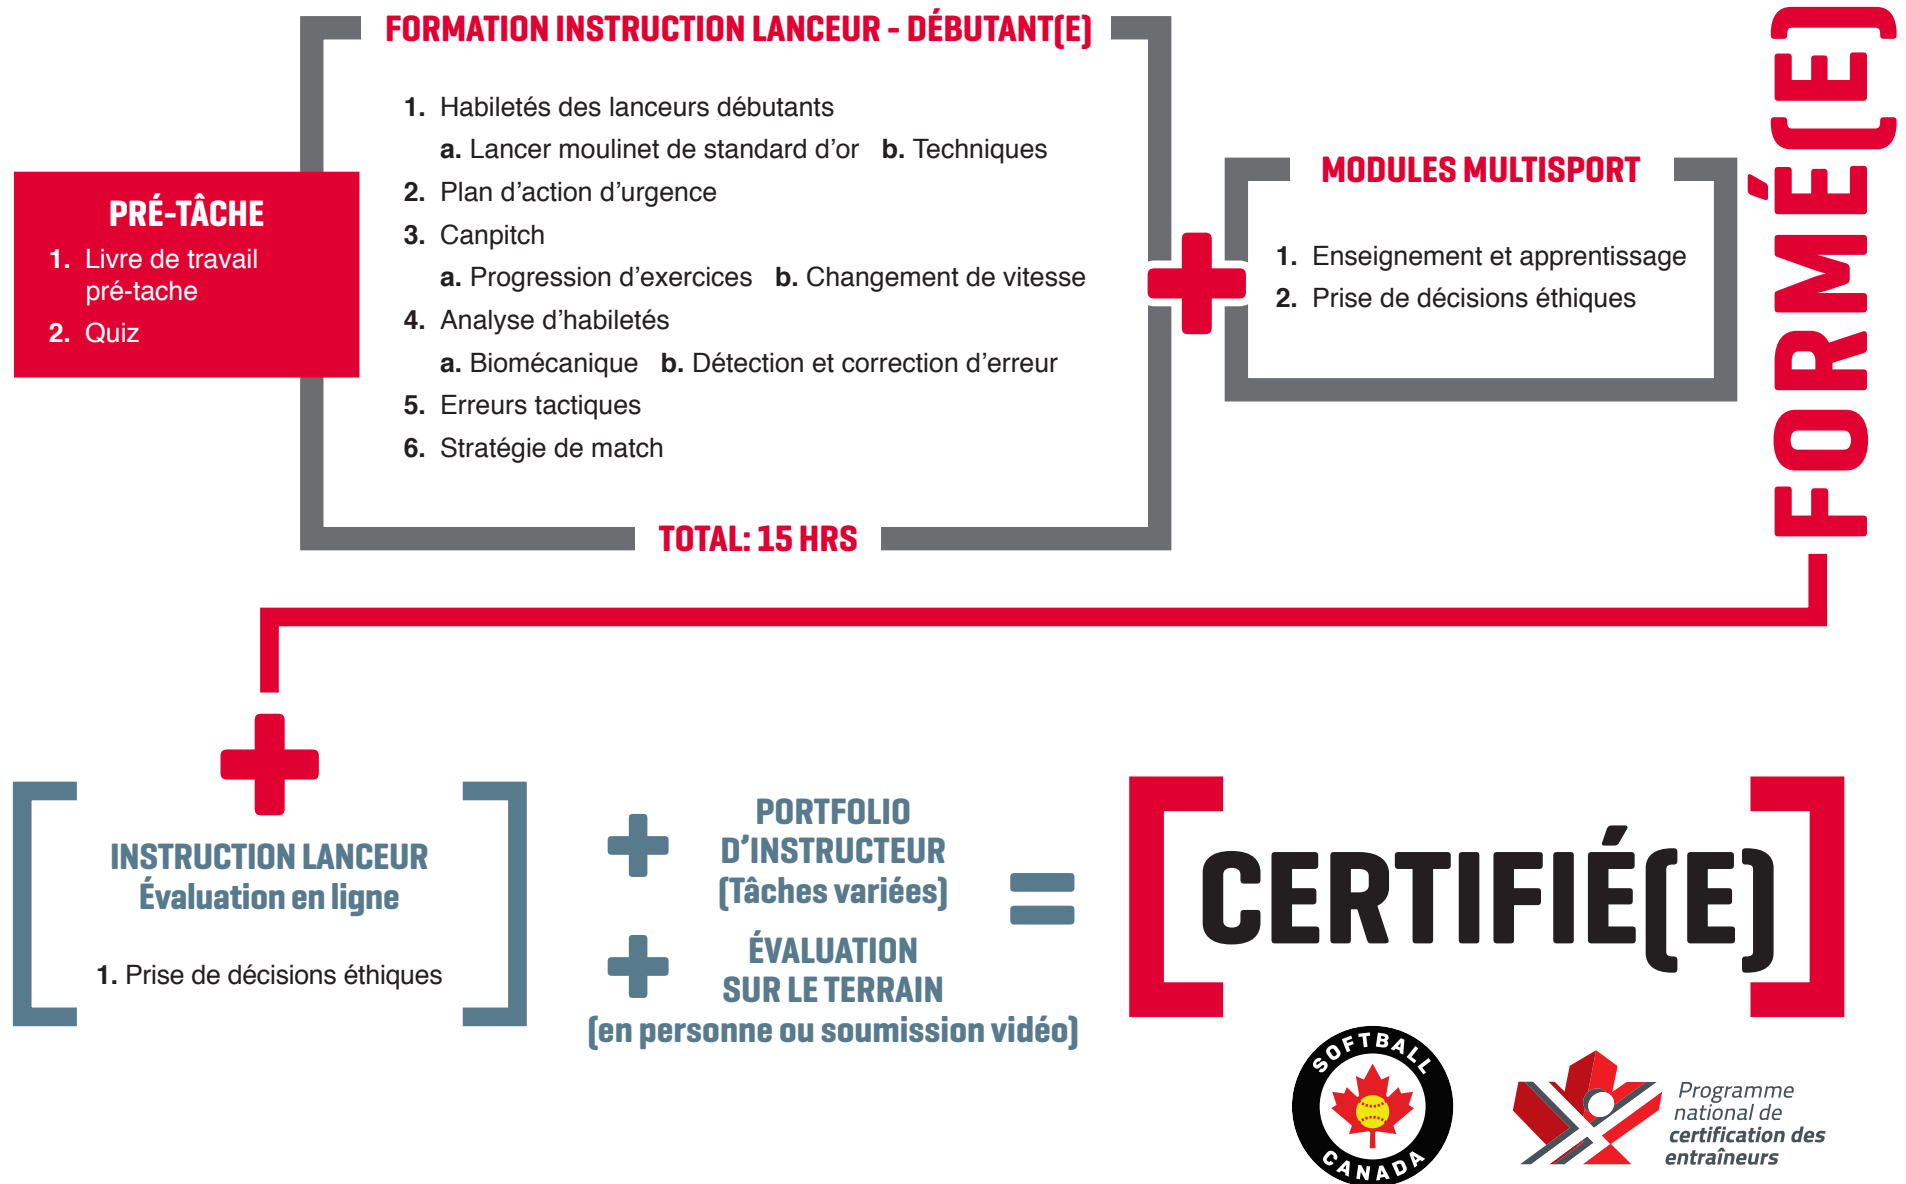 FORMATION INSTRUCTION LANCEUR - DÉBUTANT(E)
1. Habiletés des lanceurs débutants
a. Lancer moulinet de standard d'or b. Techniques
2. Plan d'action d'urgence
3. Canpitch
a. Progression d'exercices b. Changement de vitesse
4. Analyse d'habiletés
a. Biomécanique b. Détection et correction d'erreur
5. Erreurs tactiques
6. Stratégie de match
TOTAL: 15 HRS
PRÉ-TÂCHE
1. Livre de travail
pré-tache
2. Quiz
MODULES MULTISPORT
1. Enseignement et apprentissage
2. Prise de décisions éthiques
FORMÉ(E)
INSTRUCTION LANCEUR
Évaluation en ligne
1. Prise de décisions éthiques
PORTFOLIO
D'INSTRUCTEUR
(Tâches variées)
ÉVALUATION
SUR LE TERRAIN
(en personne ou soumission vidéo)
CERTIFIÉ(E)
SOFTBALL
CANADA
Programme
national de
certification des
entraîneurs